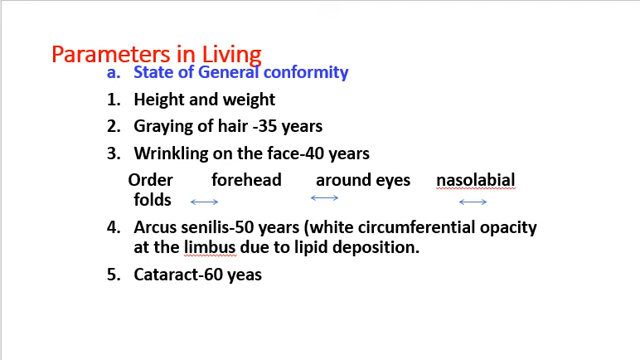 Parameters in Living
a. State of General conformity
1. Height and weight
2. Graying of hair -35 years
3. Wrinkling on the face-40 years
Order forehead around eyes nasolabial
folds
4. Arcus senilis-50 years (white circumferential opacity
at the limbus due to lipid deposition.
5. Cataract-60 yeas